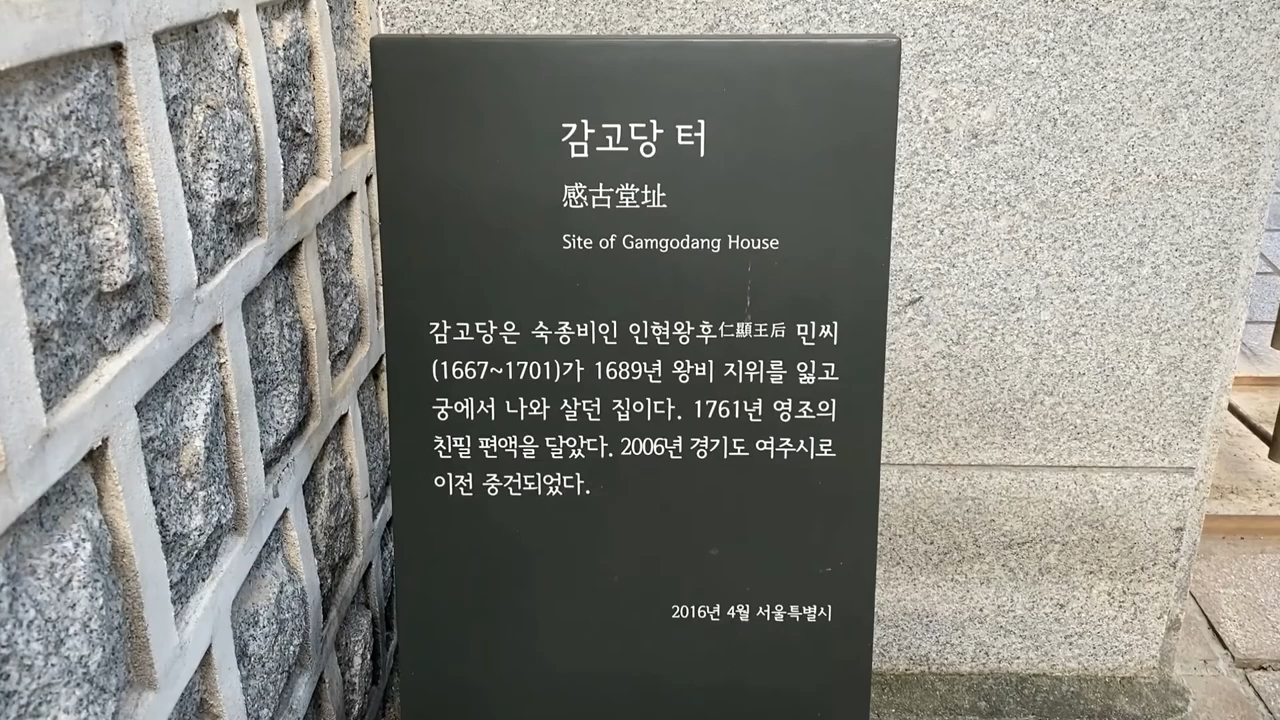 감고당 터
感古堂址
Site of Gamgodang House
감고당은 숙종비인 인현왕후仁顯王后 민씨
(1667~1701)가 1689년 왕비 지위를 잃고
궁에서 나와 살던 집이다. 1761년 영조의
친필 편액을 달았다. 2006년 경기도 여주시로
이전 중건되었다.
2016년 4월 서울특별시